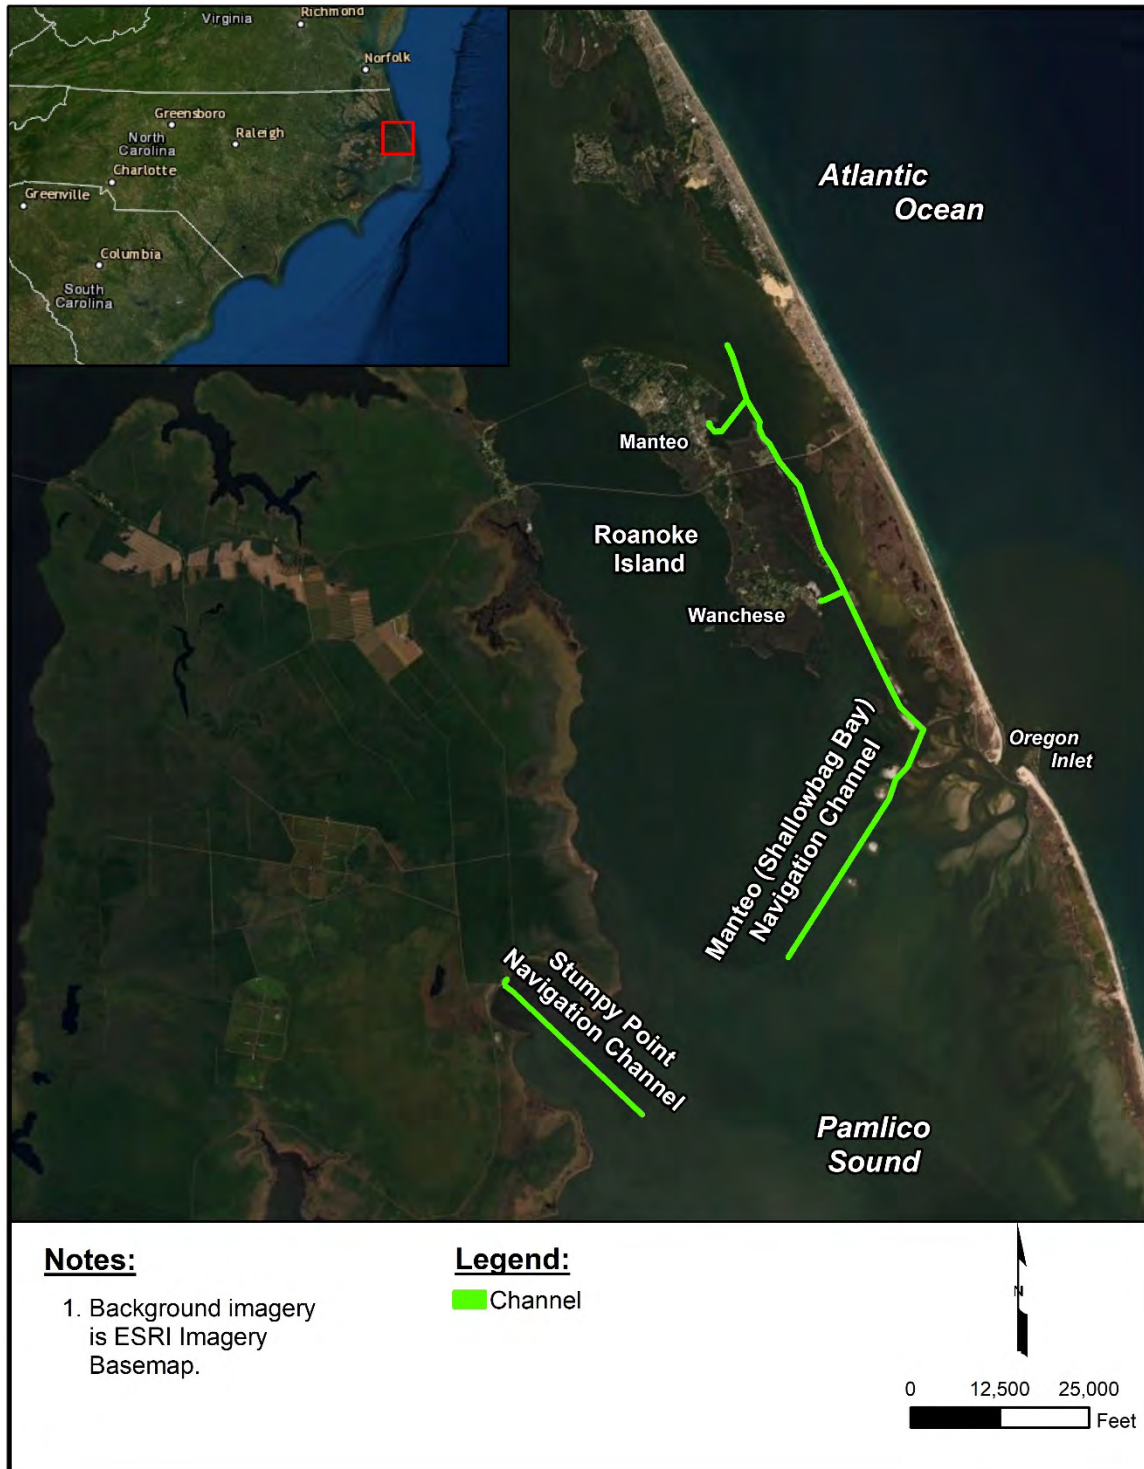 Virginia
Richmond
Norfolk
Greensboro
North
Carolina
Raleigh
Charlotte
Greenville
Columbia
South
Carolina
Atlantic
Ocean
Manteo
Roanoke
Island
Wanchese
Oregon
Inlet
Manteo (Shallowbag Bay)
Navigation Channel
Stumpy Point
Navigation Channel
Pamlico
Sound
Notes:
1. Background imagery
is ESRI Imagery
Basemap.
Legend:
Channel
N
0 12,500 25,000
Feet